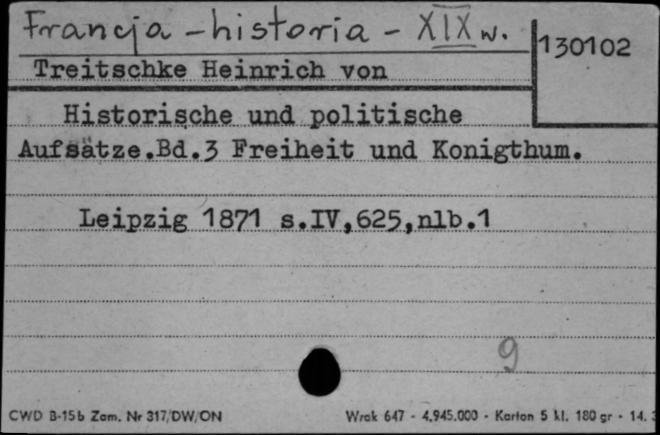 Francja - historia - XIX w.
130102
Treitschke Heinrich von
Historische und politische
Aufsätze.Bd.3 Freiheit und Konigthum.
Leipzig 1871 s.IV,625,nlb.1
9
CWD B-15b Zam. Nr 317/DW/ON
Wrak 647 - 4.945.000 - Karton 5 kl. 180 gr - 14.